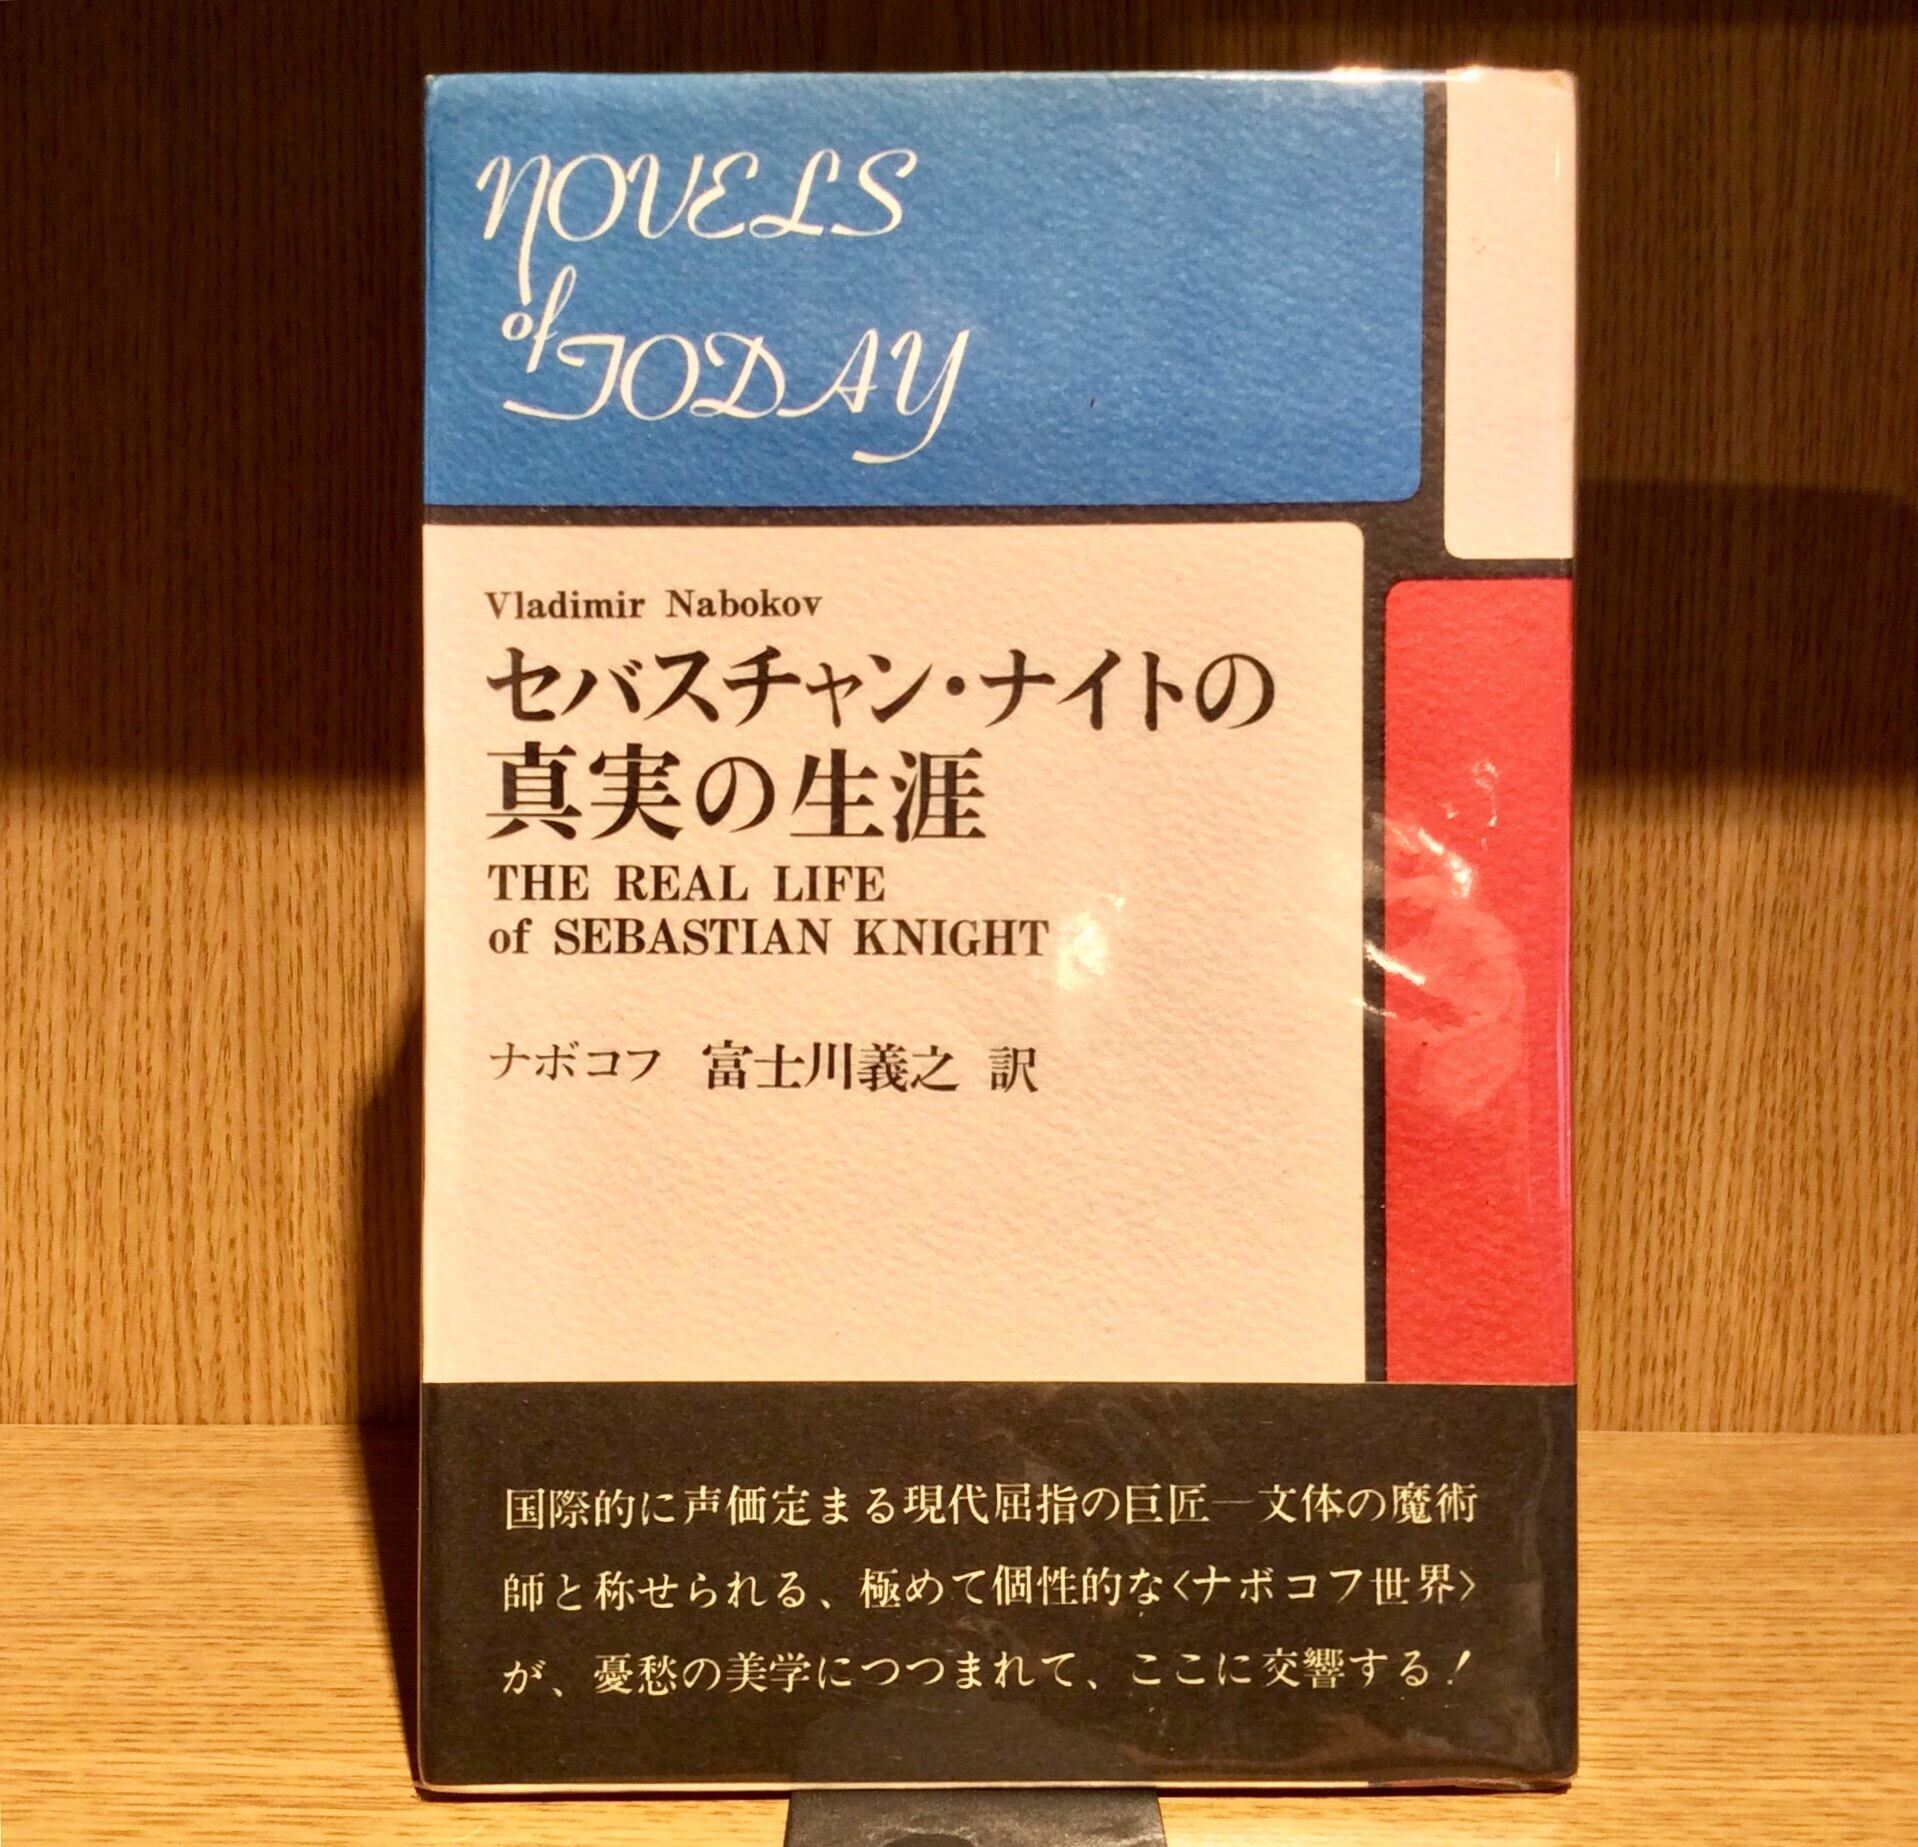 NOVELS
of
TODAY
Vladimir Nabokov
セバスチャン・ナイトの
真実の生涯
THE REAL LIFE
of SEBASTIAN KNIGHT
ナボコフ 富士川義之 訳
国際的に声価定まる現代屈指の巨匠—文体の魔術
師と称せられる、極めて個性的な〈ナボコフ世界〉
が、憂愁の美学につつまれて、ここに交響する！